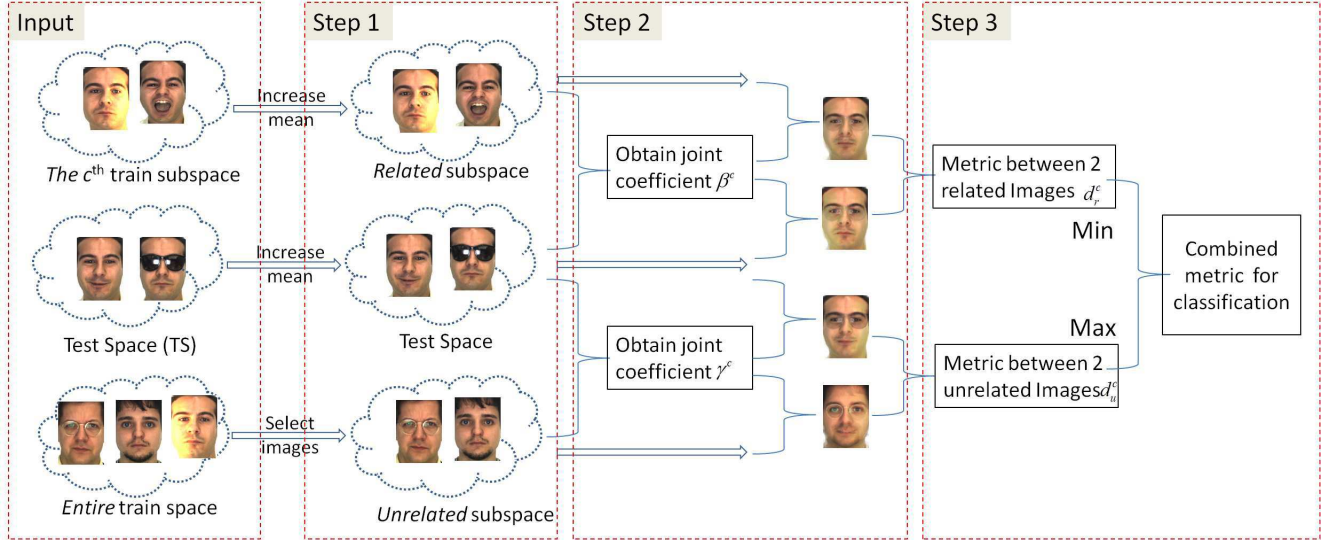 Input
Step 1
Step 2
Step 3
Increase
mean
The cᵗʰ train subspace
Related subspace
Increase
mean
Test Space (TS)
Test Space
Select
images
Entire train space
Unrelated subspace
Obtain joint
coefficient βᶜ
Obtain joint
coefficient γᶜ
Metric between 2
related Images d_r^c
Min
Max
Metric between 2
unrelated Images d_u^c
Combined
metric for
classification